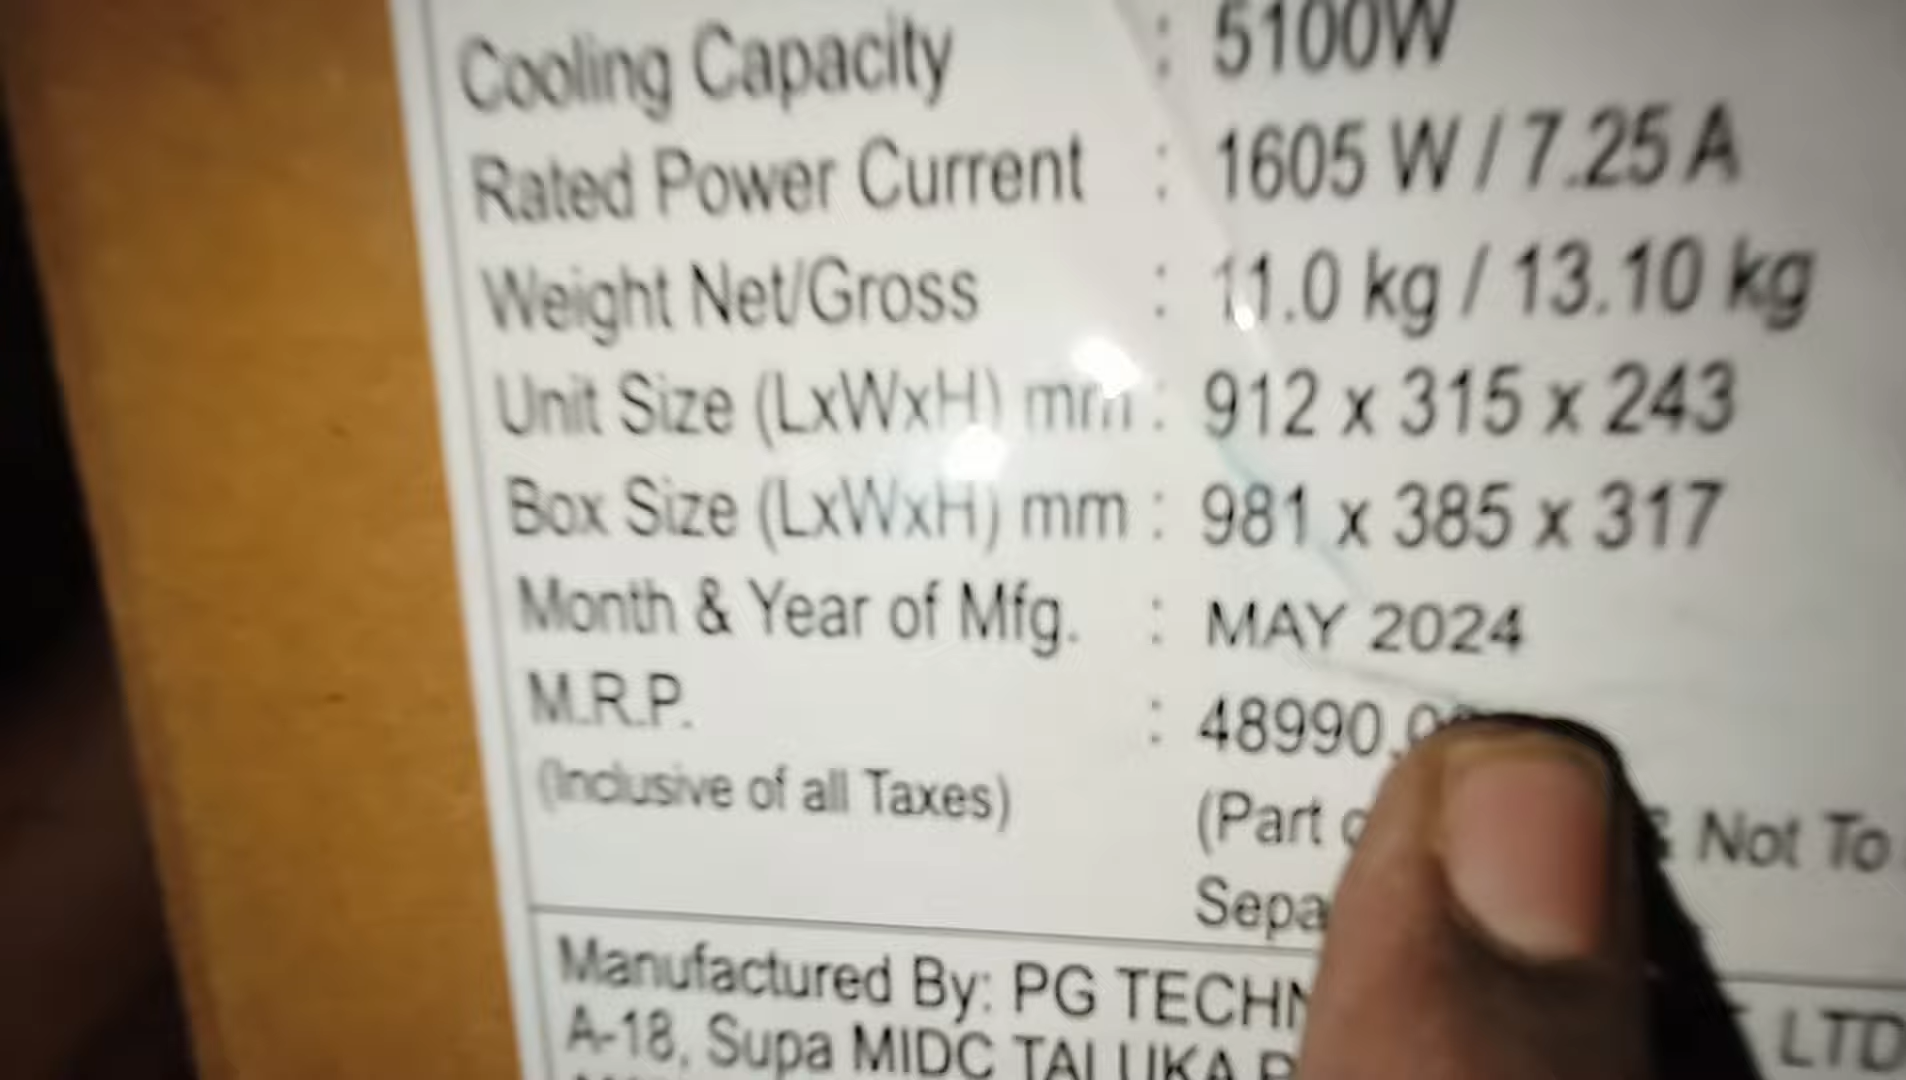 Cooling Capacity : 5100W
Rated Power Current : 1605 W / 7.25 A
Weight Net/Gross : 11.0 kg / 13.10 kg
Unit Size (LxWxH) mm : 912 x 315 x 243
Box Size (LxWxH) mm : 981 x 385 x 317
Month & Year of Mfg. : MAY 2024
M.R.P. : 48990.0
(Inclusive of all Taxes) (Part Not To
Manufactured By: PG LTD
A-18, Supa MIDC TALUKA